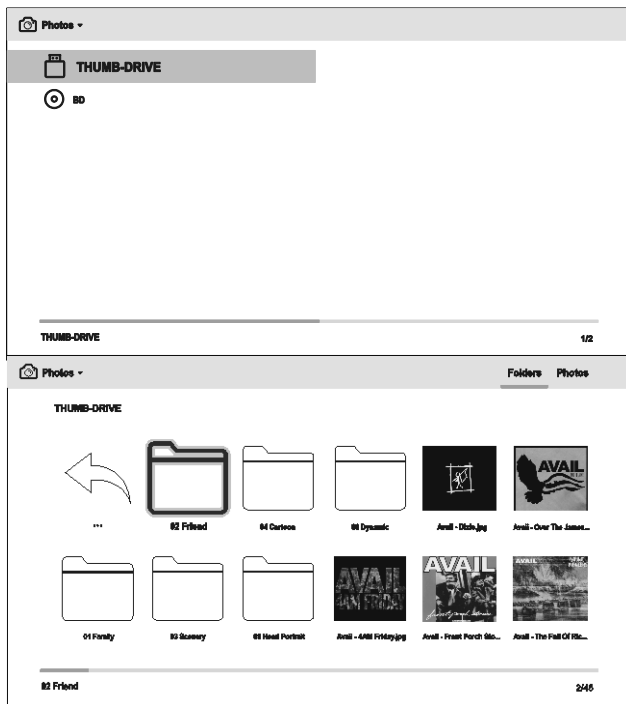 Photos
THUMB-DRIVE
BD
THUMB-DRIVE
1/2
Photos
Folders Photos
THUMB-DRIVE
...
02 Friend
04 Cartoon
06 Dynamic
Avail - Dixie.jpg
AVAIL
Avail - Over The James...
01 Family
03 Scenery
Head Portrait
AVAIL
Avail - 4AM Friday.jpg
AVAIL
Avail - Front Porch Sto...
AVAIL
Avail - The Fall Of Ric...
02 Friend
2/46